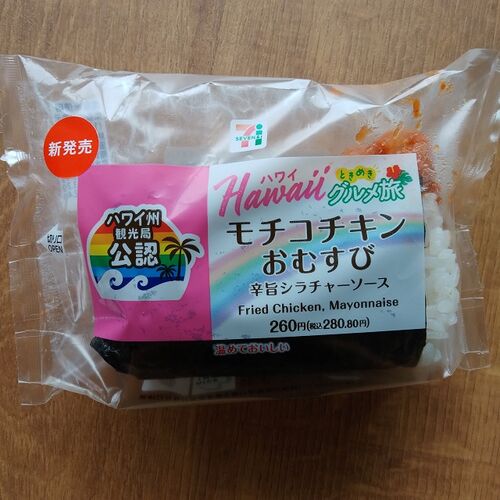 新発売
7
SEVEN & i
ハワイ
Hawaii
ときめき
グルメ旅
ハワイ州
観光局
公認
モチコチキン
おむすび
辛旨シラチャーソース
Fried Chicken, Mayonnaise
260円(税込280.80円)
温めておいしい
OPEN